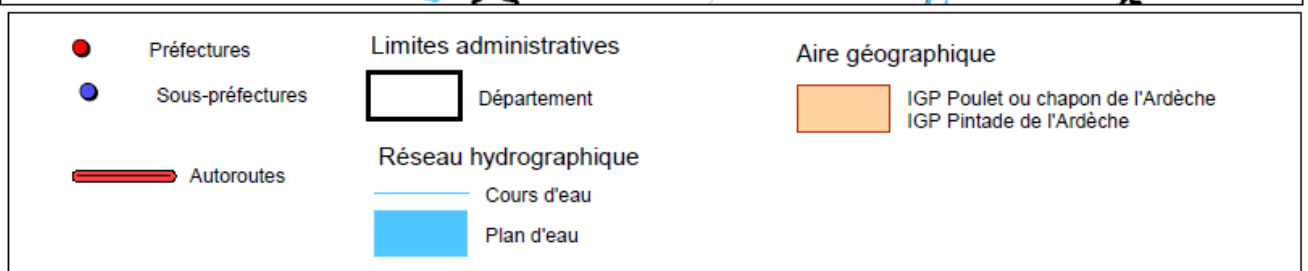 Préfectures
Sous-préfectures
Autoroutes
Limites administratives
Département
Réseau hydrographique
Cours d'eau
Plan d'eau
Aire géographique
IGP Poulet ou chapon de l'Ardèche
IGP Pintade de l'Ardèche